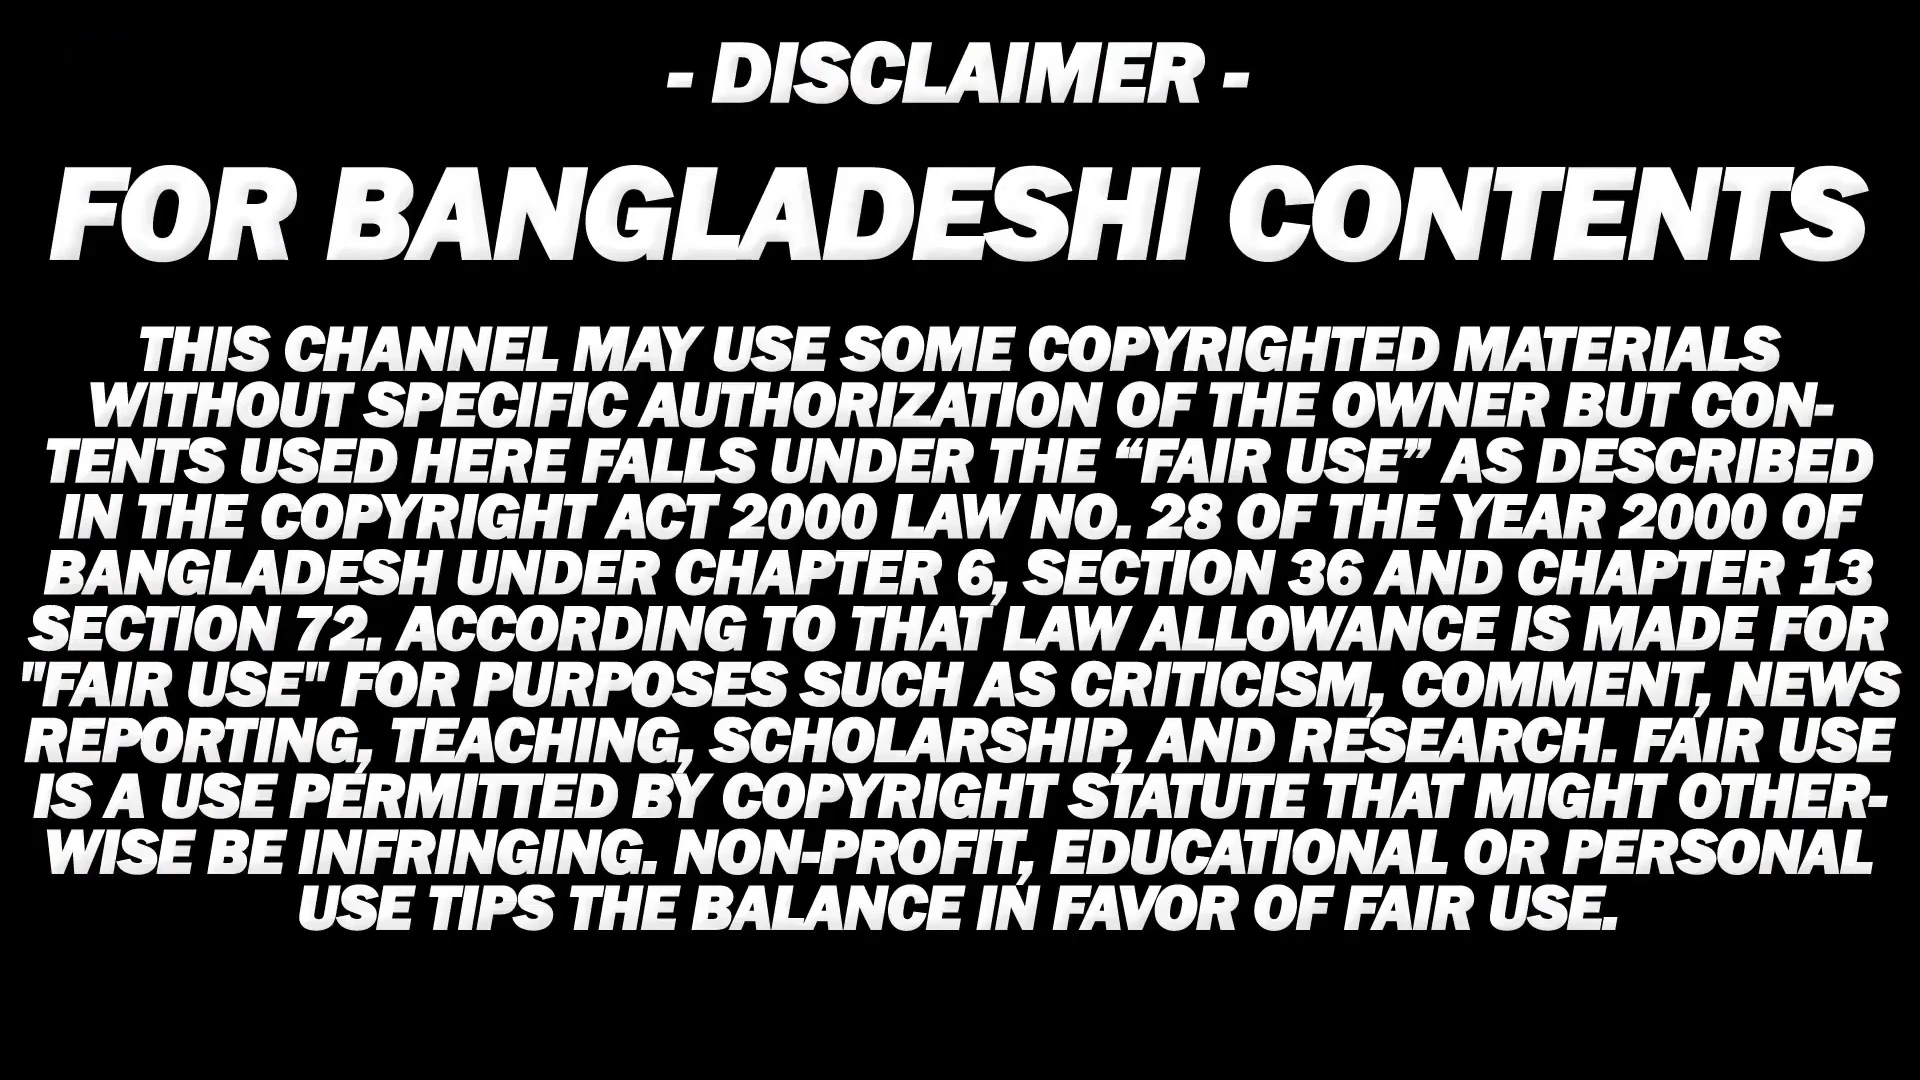 - DISCLAIMER -
FOR BANGLADESHI CONTENTS
THIS CHANNEL MAY USE SOME COPYRIGHTED MATERIALS
WITHOUT SPECIFIC AUTHORIZATION OF THE OWNER BUT CON-
TENTS USED HERE FALLS UNDER THE “FAIR USE” AS DESCRIBED
IN THE COPYRIGHT ACT 2000 LAW NO. 28 OF THE YEAR 2000 OF
BANGLADESH UNDER CHAPTER 6, SECTION 36 AND CHAPTER 13
SECTION 72. ACCORDING TO THAT LAW ALLOWANCE IS MADE FOR
"FAIR USE" FOR PURPOSES SUCH AS CRITICISM, COMMENT, NEWS
REPORTING, TEACHING, SCHOLARSHIP, AND RESEARCH. FAIR USE
IS A USE PERMITTED BY COPYRIGHT STATUTE THAT MIGHT OTHER-
WISE BE INFRINGING. NON-PROFIT, EDUCATIONAL OR PERSONAL
USE TIPS THE BALANCE IN FAVOR OF FAIR USE.